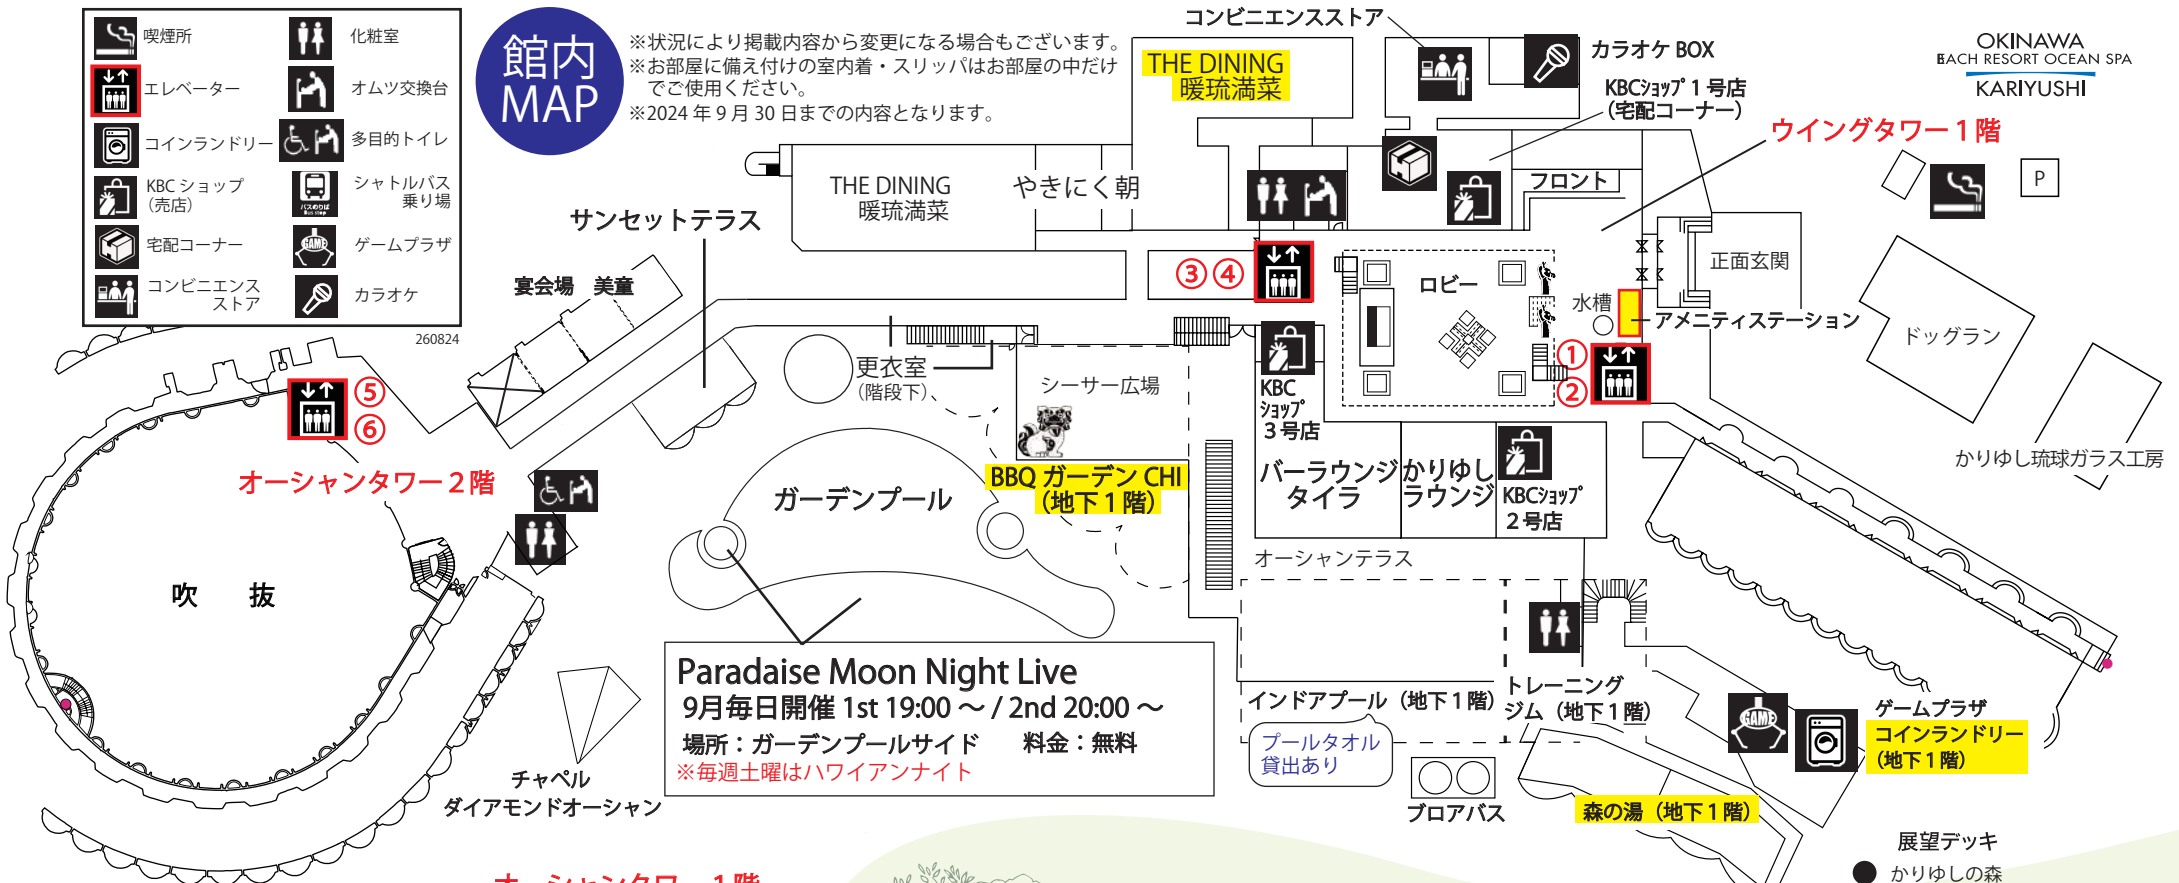 喫煙所
化粧室
エレベーター
オムツ交換台
コインランドリー
多目的トイレ
KBC ショップ
(売店)
シャトルバス
乗り場
バスのりば
Bus stop
宅配コーナー
GAME
ゲームプラザ
コンビニエンス
ストア
カラオケ
260824
館内
MAP
※状況により掲載内容から変更になる場合もございます。
※お部屋に備え付けの室内着・スリッパはお部屋の中だけ
でご使用ください。
※2024 年 9 月 30 日までの内容となります。
コンビニエンスストア
THE DINING
暖琉満菜
カラオケ BOX
KBCショップ 1 号店
(宅配コーナー)
OKINAWA
EACH RESORT OCEAN SPA
KARIYUSHI
ウイングタワー 1 階
P
THE DINING
暖琉満菜
やきにく朝
フロント
サンセットテラス
宴会場 美童
③ ④
ロビー
正面玄関
水槽
アメニティステーション
ドッグラン
①
②
更衣室
(階段下)
シーサー広場
KBC
ショップ
3 号店
⑤
⑥
オーシャンタワー 2 階
かりゆし琉球ガラス工房
BBQ ガーデン CHI
(地下 1 階)
ガーデンプール
バーラウンジ
タイラ
かりゆし
ラウンジ
KBCショップ
2 号店
オーシャンテラス
吹 抜
Paradaise Moon Night Live
9月毎日開催 1st 19:00 ～ / 2nd 20:00 ～
場所：ガーデンプールサイド 料金：無料
※毎週土曜はハワイアンナイト
インドアプール (地下 1 階)
プールタオル
貸出あり
トレーニング
ジム (地下 1 階)
GAME
ゲームプラザ
コインランドリー
(地下 1 階)
チャペル
ダイアモンドオーシャン
ブロアバス
森の湯 (地下 1 階)
展望デッキ
かりゆしの森
オーシャンタワー 1 階